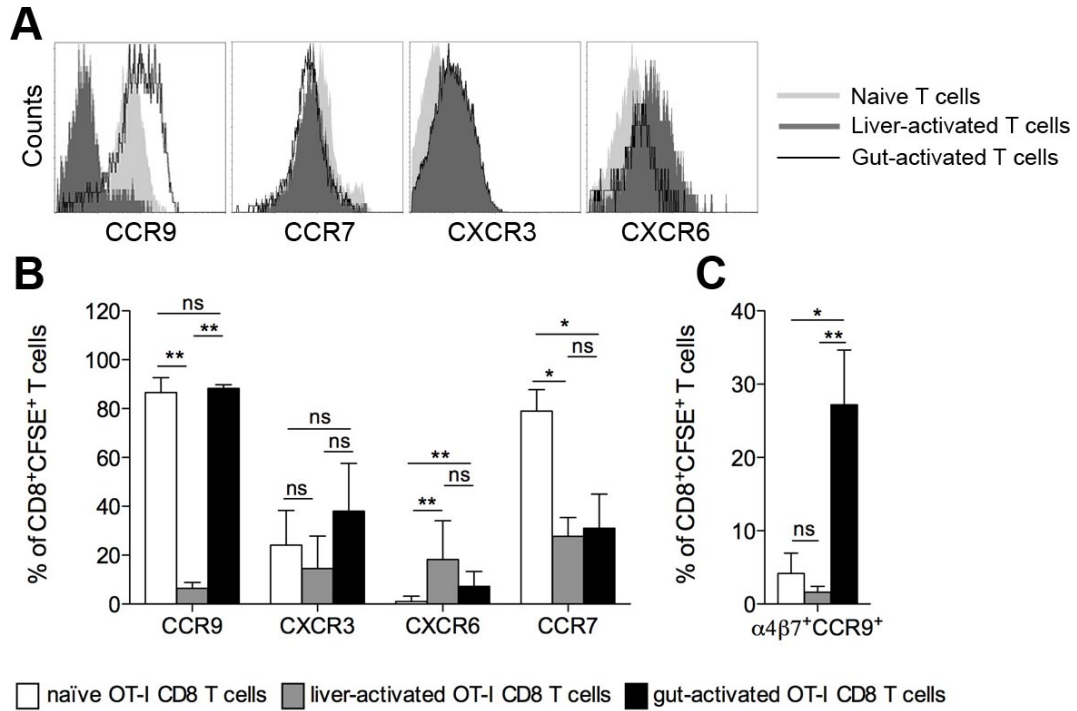 A
Counts
CCR9
CCR7
CXCR3
CXCR6
Naive T cells
Liver-activated T cells
Gut-activated T cells
B
% of CD8⁺CFSE⁺ T cells
120
100
80
60
40
20
0
ns
**
**
ns
ns
ns
**
ns
**
*
ns
*
CCR9
CXCR3
CXCR6
CCR7
C
% of CD8⁺CFSE⁺ T cells
40
30
20
10
0
*
**
ns
α4β7⁺CCR9⁺
naïve OT-I CD8 T cells
liver-activated OT-I CD8 T cells
gut-activated OT-I CD8 T cells